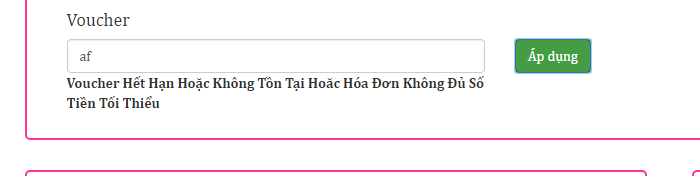 Voucher
af
Áp dụng
Voucher Hết Hạn Hoặc Không Tồn Tại Hoăc Hóa Đơn Không Đủ Số
Tiền Tối Thiểu